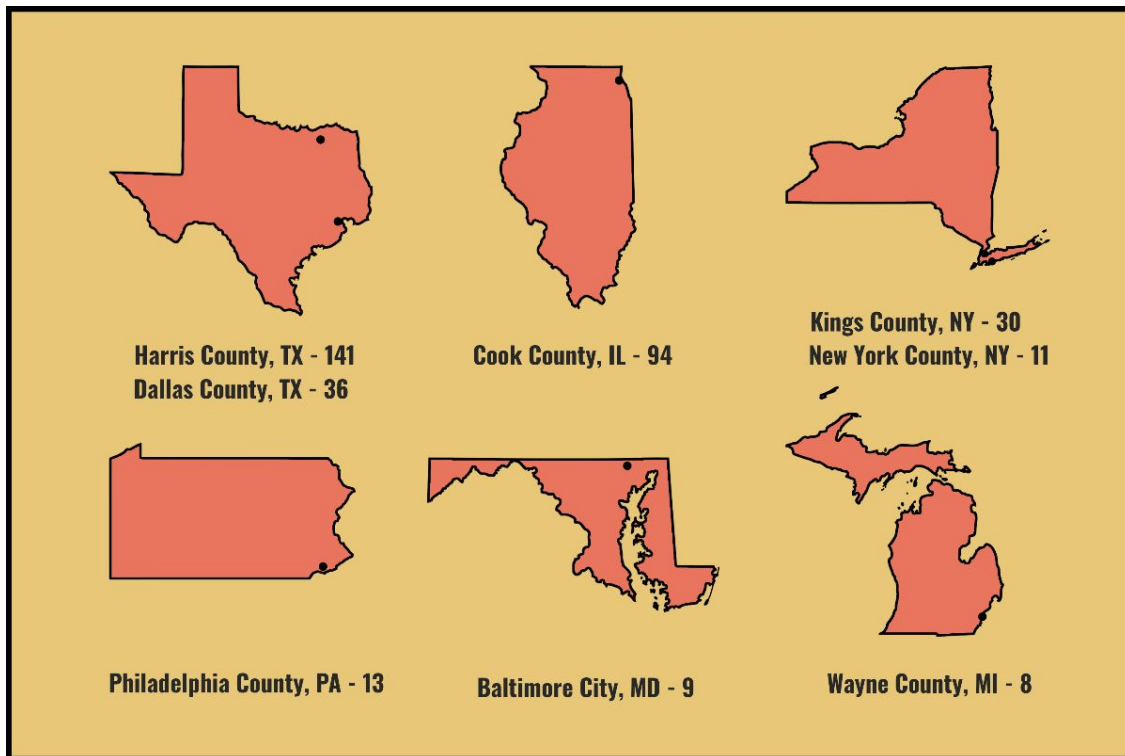 Harris County, TX - 141
Dallas County, TX - 36
Cook County, IL - 94
Kings County, NY - 30
New York County, NY - 11
Philadelphia County, PA - 13
Baltimore City, MD - 9
Wayne County, MI - 8